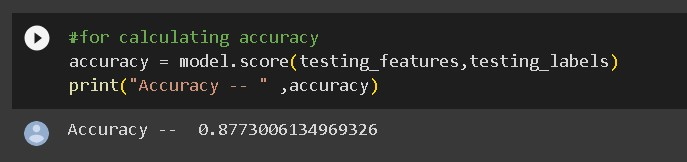 #for calculating accuracy
accuracy = model.score(testing_features,testing_labels)
print("Accuracy -- " ,accuracy)
Accuracy --  0.8773006134969326